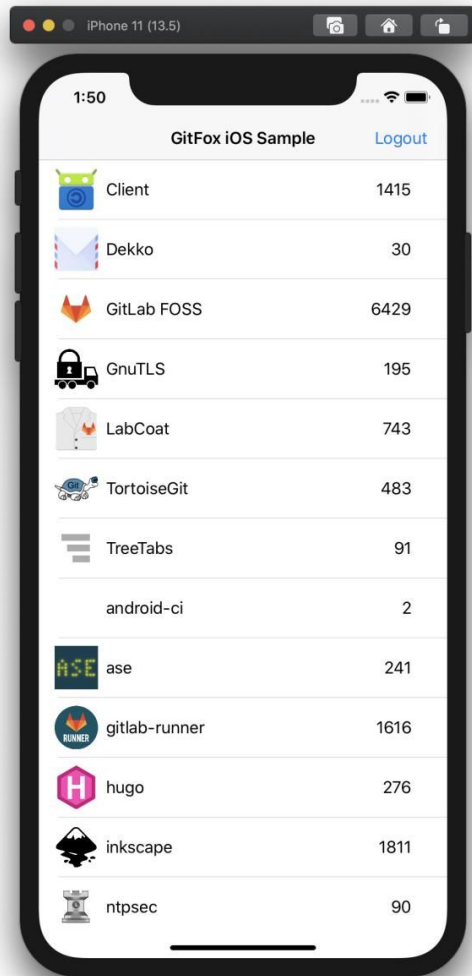 iPhone 11 (13.5)
1:50
GitFox iOS Sample Logout
Client 1415
Dekko 30
GitLab FOSS 6429
GnuTLS 195
LabCoat 743
Git
TortoiseGit 483
TreeTabs 91
android-ci 2
ASE ase 241
RUNNER gitlab-runner 1616
H hugo 276
inkscape 1811
ntpsec 90